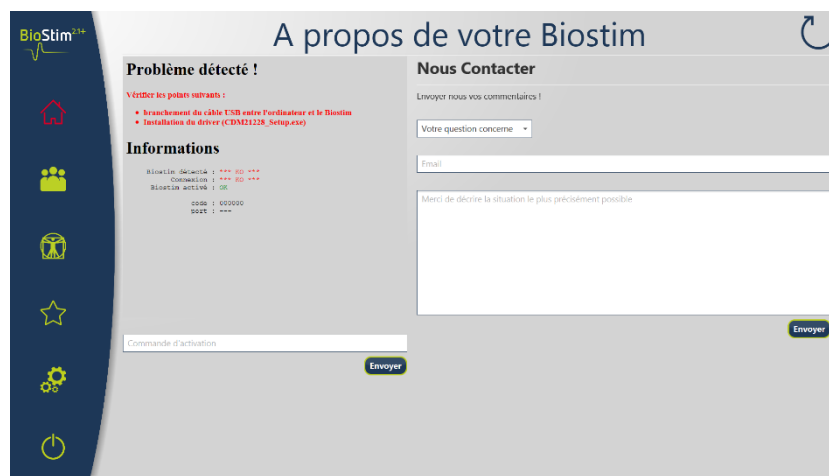 BioStim 2.1+
A propos de votre Biostim
Problème détecté !
Vérifier les points suivants :
branchement du câble USB entre l'ordinateur et le Biostim
Installation du driver (CDM21228_Setup.exe)
Informations
Biostim détecté : *** KO ***
Connexion : *** KO ***
Biostim activé : OK
code : 000000
port : ---
Commande d'activation
Envoyer
Nous Contacter
Envoyer nous vos commentaires !
Votre question concerne
Email
Merci de décrire la situation le plus précisément possible
Envoyer